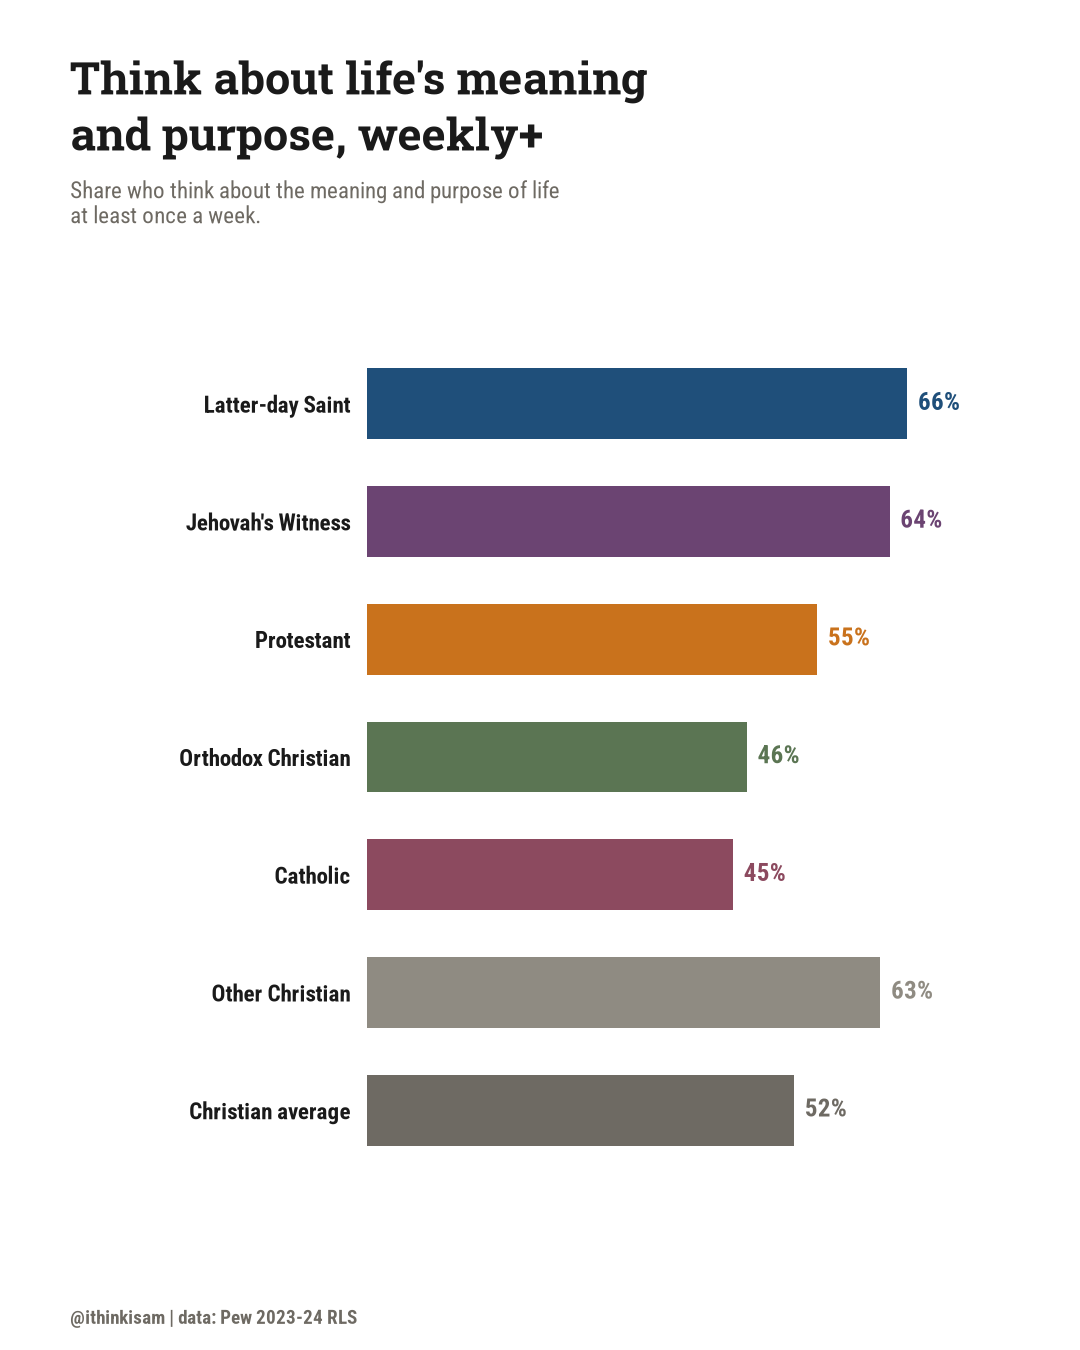 Think about life's meaning
and purpose, weekly+
Share who think about the meaning and purpose of life
at least once a week.
Latter-day Saint 66%
Jehovah's Witness 64%
Protestant 55%
Orthodox Christian 46%
Catholic 45%
Other Christian 63%
Christian average 52%
@ithinkisam | data: Pew 2023-24 RLS